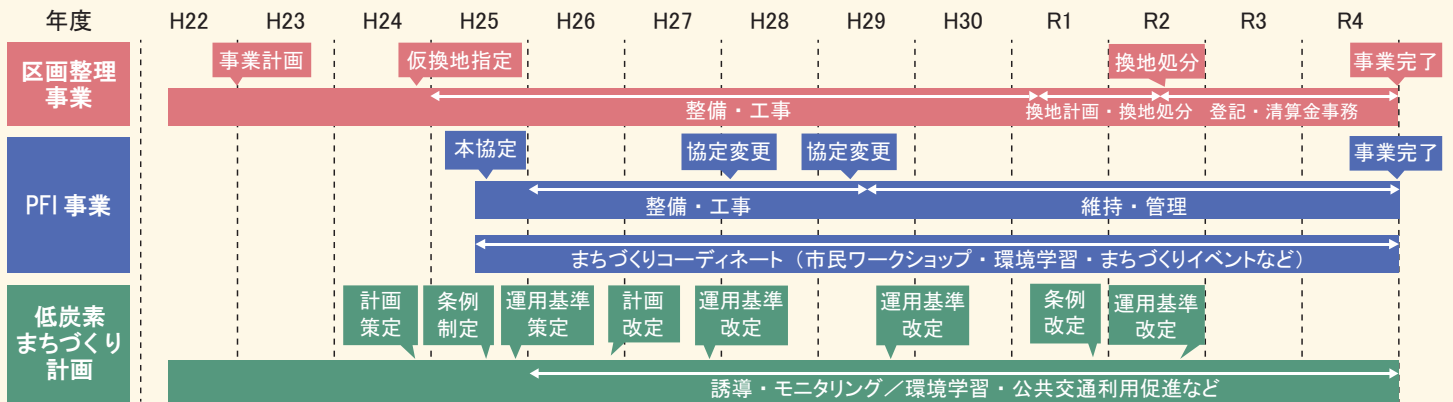 年度 H22 H23 H24 H25 H26 H27 H28 H29 H30 R1 R2 R3 R4
区画整理
事業
事業計画 仮換地指定 換地処分 事業完了
整備・工事 換地計画・換地処分 登記・清算金事務
PFI 事業
本協定 協定変更 協定変更 事業完了
整備・工事 維持・管理
まちづくりコーディネート（市民ワークショップ・環境学習・まちづくりイベントなど）
低炭素
まちづくり
計画
計画
策定
条例
制定
運用基準
策定
計画
改定
運用基準
改定
運用基準
改定
条例
改定
運用基準
改定
誘導・モニタリング／環境学習・公共交通利用促進など